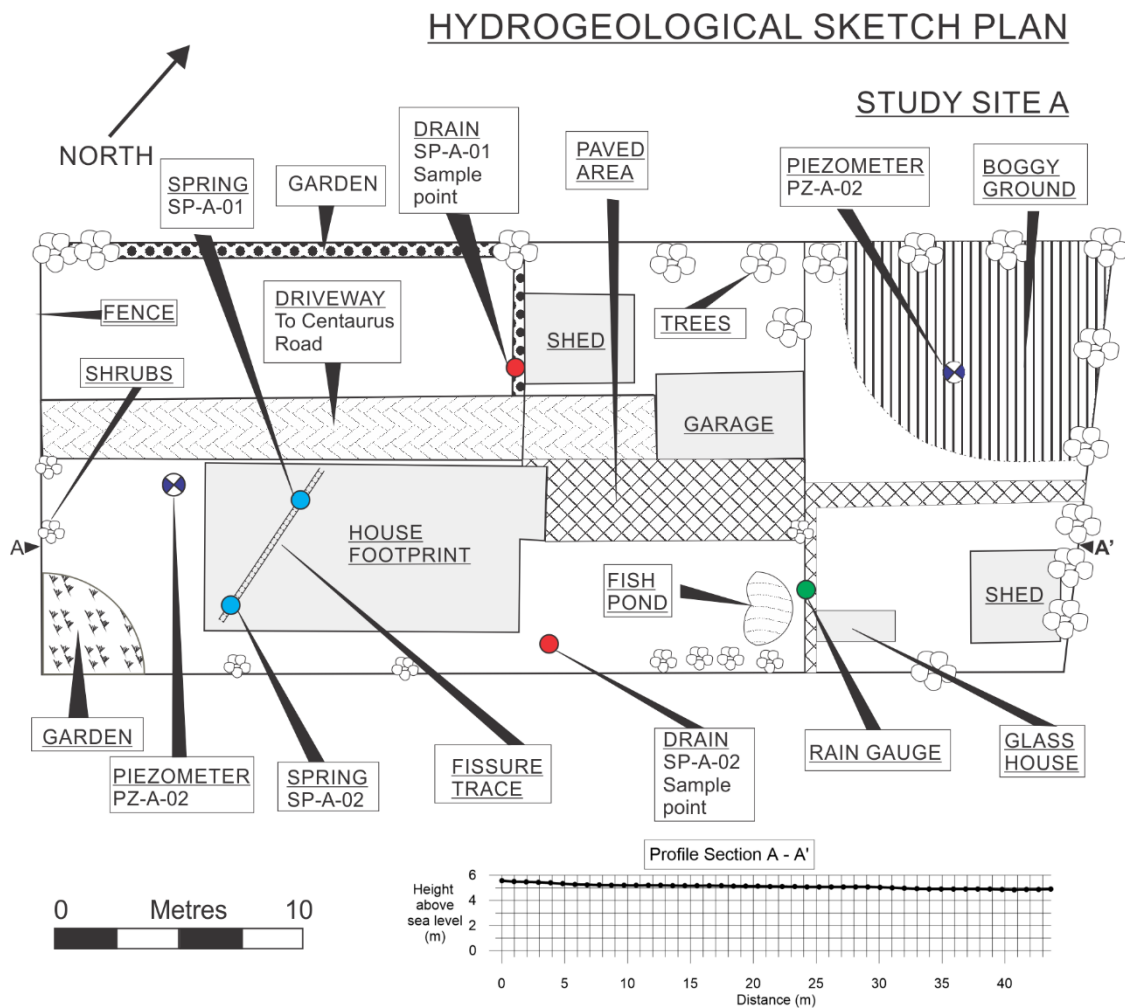 HYDROGEOLOGICAL SKETCH PLAN
STUDY SITE A
NORTH
SPRING
SP-A-01
GARDEN
DRAIN
SP-A-01
Sample
point
PAVED
AREA
PIEZOMETER
PZ-A-02
BOGGY
GROUND
FENCE
DRIVEWAY
To Centaurus
Road
SHED
TREES
SHRUBS
GARAGE
A
HOUSE
FOOTPRINT
FISH
POND
SHED
A'
GARDEN
PIEZOMETER
PZ-A-02
SPRING
SP-A-02
FISSURE
TRACE
DRAIN
SP-A-02
Sample
point
RAIN GAUGE
GLASS
HOUSE
Profile Section A - A'
0 Metres 10
Height
above
sea level
(m)
6
4
2
0
0 5 10 15 20 25 30 35 40
Distance (m)